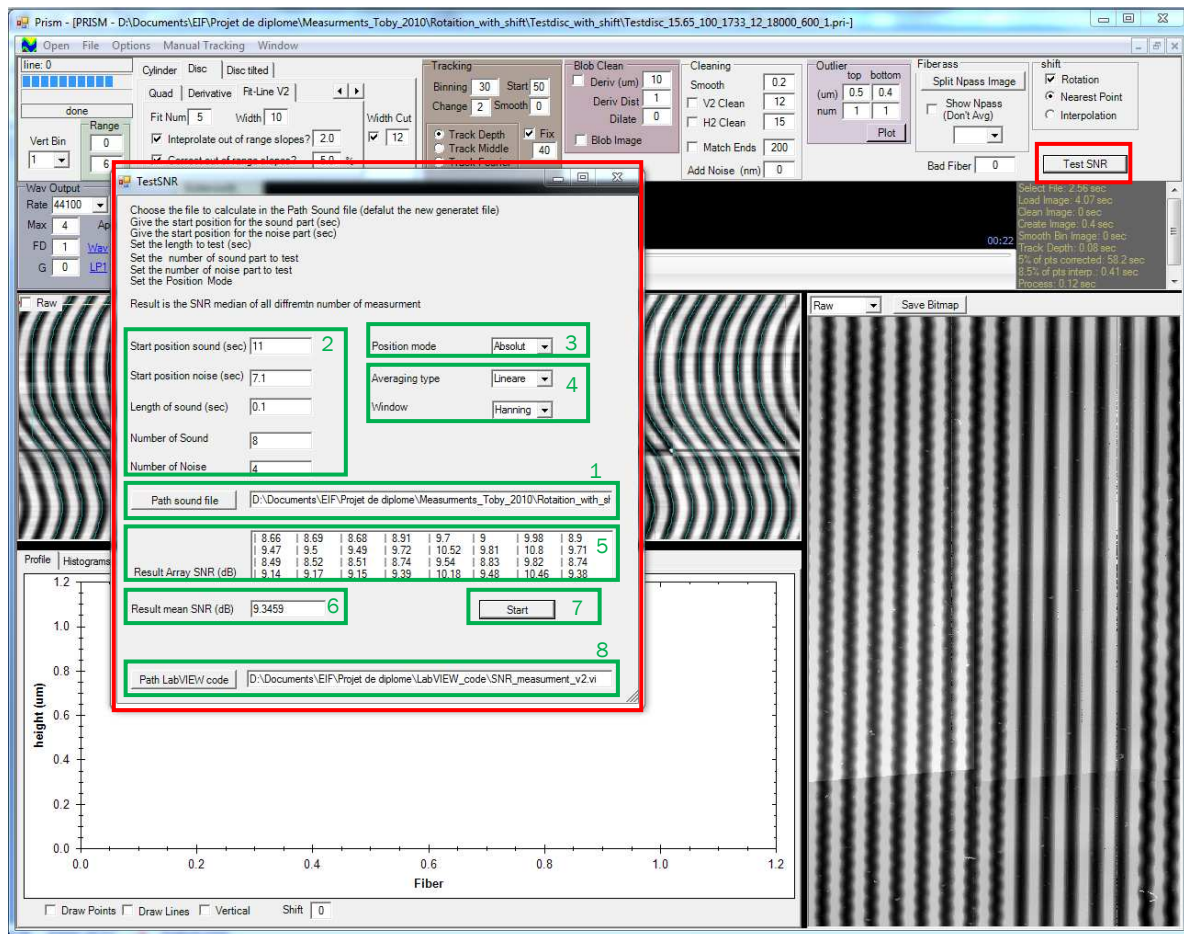 Prism - [PRISM - D:\Documents\EIF\Projet de diplome\Measurments_Toby_2010\Rotaition_with_shift\Testdisc_with_shift\Testdisc_15.65_100_1733_12_18000_600_1.pri-]
Open File Options Manual Tracking Window
line: 0
done
Vert Bin
1
Range
0
6
Cylinder Disc Disc tilted
Quad Derivative Fit-Line V2
Fit Num 5 Width 10
Interprolate out of range slopes? 2.0
Correct out of range slopes? 5.0 %
Width Cut
12
Tracking
Binning 30 Start 50
Change 2 Smooth 0
Track Depth
Track Middle
Track Fourier
Fix
40
Blob Clean
Deriv (um) 10
Deriv Dist 1
Dilate 0
Blob Image
Cleaning
Smooth 0.2
V2 Clean 12
H2 Clean 15
Match Ends 200
Add Noise (nm) 0
Outlier
top bottom
(um) 0.5 0.4
num 1 1
Plot
Fiber ass
Split Npass Image
Show Npass
(Don't Avg)
Bad Fiber 0
shift
Rotation
Nearest Point
Interpolation
Test SNR
Wav Output
Rate 44100
Max 4 Ap
FD 1 Wav
G 0 LP1
00:22
Select File: 2.56 sec
Load Image: 4.07 sec
Clean Image: 0 sec
Create Image: 0.4 sec
Smooth Bin Image: 0 sec
Track Depth: 0.08 sec
5% of pts corrected: 58.2 sec
8.5% of pts interp.: 0.41 sec
Process: 0.12 sec
Raw
Raw
Save Bitmap
TestSNR
Choose the file to calculate in the Path Sound file (defalut the new generatet file)
Give the start position for the sound part (sec)
Give the start position for the noise part (sec)
Set the length to test (sec)
Set the number of sound part to test
Set the number of noise part to test
Set the Position Mode
Result is the SNR median of all diffremtn number of measurment
Start position sound (sec) 11 2
Start position noise (sec) 7.1
Length of sound (sec) 0.1
Number of Sound 8
Number of Noise 4
Position mode Absolut 3
Averaging type Lineare 4
Window Hanning
1
Path sound file D:\Documents\EIF\Projet de diplome\Measurments_Toby_2010\Rotaition_with_sh
| 8.66 | 8.69 | 8.68 | 8.91 | 9.7 | 9 | 9.98 | 8.9
| 9.47 | 9.5 | 9.49 | 9.72 | 10.52 | 9.81 | 10.8 | 9.71
| 8.49 | 8.52 | 8.51 | 8.74 | 9.54 | 8.83 | 9.82 | 8.74
| 9.14 | 9.17 | 9.15 | 9.39 | 10.18 | 9.48 | 10.46 | 9.38
Result Array SNR (dB)
5
Result mean SNR (dB) 9.3459 6
Start 7
8
Path LabVIEW code D:\Documents\EIF\Projet de diplome\LabVIEW_code\SNR_measurment_v2.vi
Profile Histograms
height (um)
1.2
1.0
0.8
0.6
0.4
0.2
0.0
0.0 0.2 0.4 0.6 0.8 1.0 1.2
Fiber
Draw Points Draw Lines Vertical Shift 0